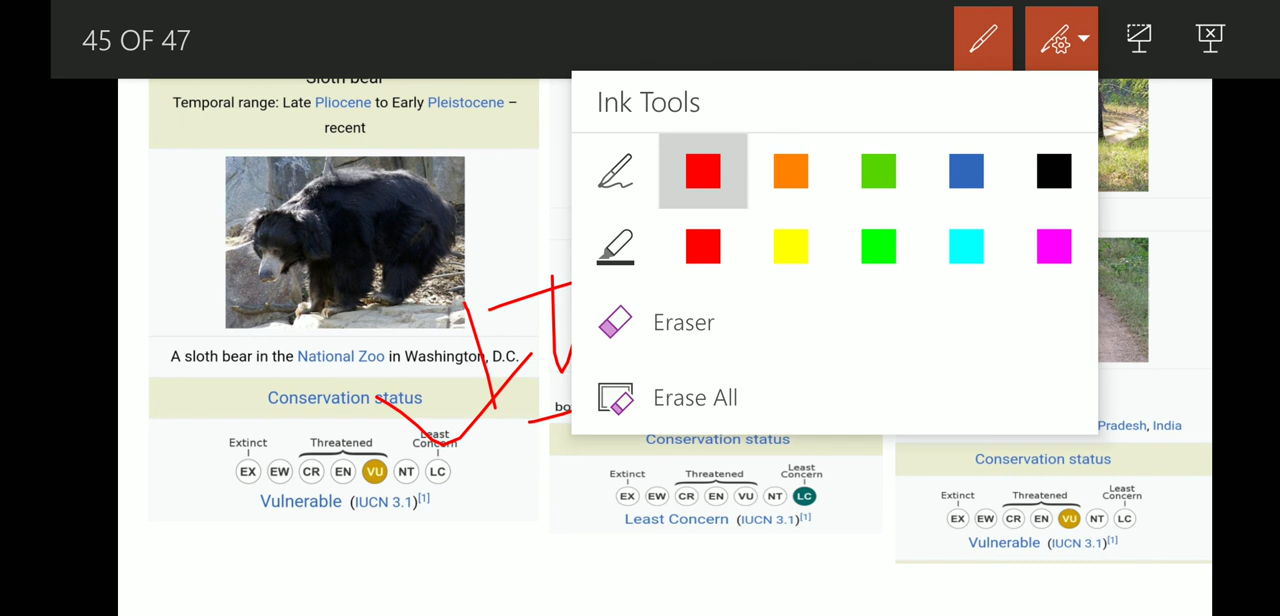 45 OF 47
Sloth bear
Temporal range: Late Pliocene to Early Pleistocene –
recent
A sloth bear in the National Zoo in Washington, D.C.
Conservation status
Extinct Threatened Least Concern
EX EW CR EN VU NT LC
Vulnerable (IUCN 3.1)[1]
Ink Tools
Eraser
Erase All
Conservation status
Extinct Threatened Least Concern
EX EW CR EN VU NT LC
Least Concern (IUCN 3.1)[1]
Pradesh, India
Conservation status
Extinct Threatened Least Concern
EX EW CR EN VU NT LC
Vulnerable (IUCN 3.1)[1]